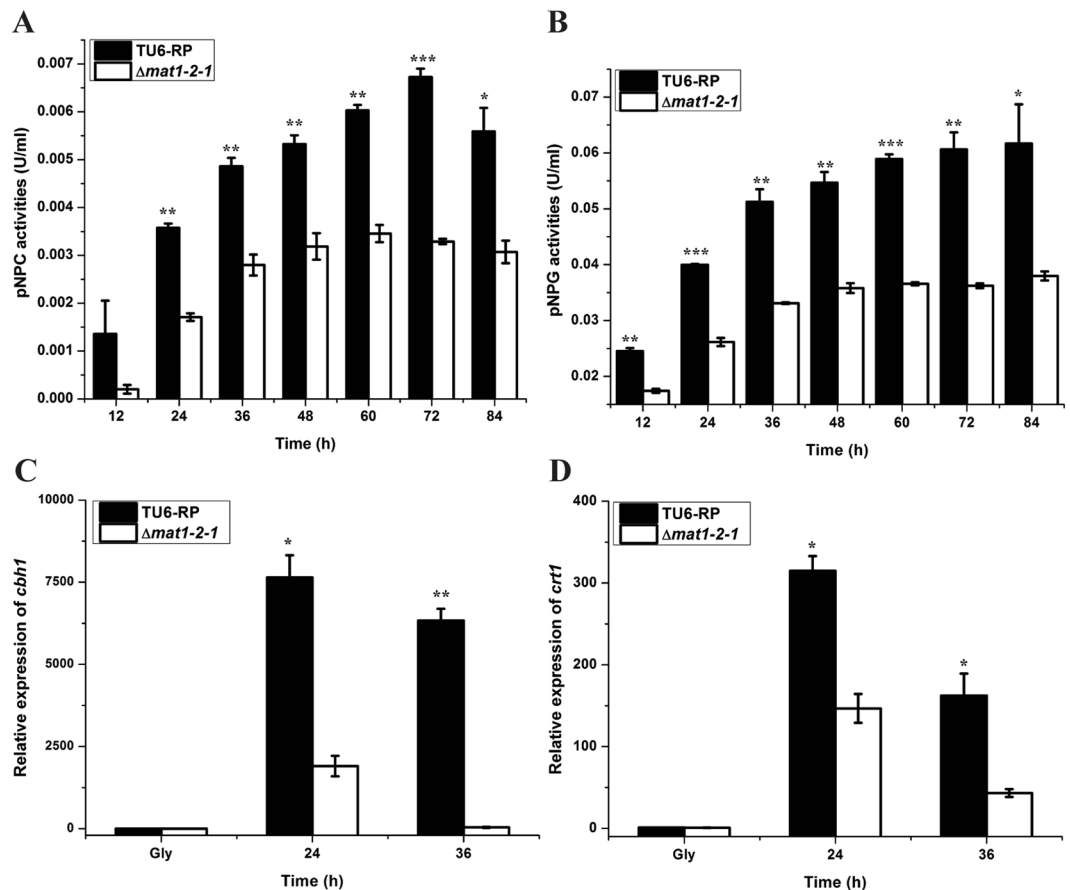 A
TU6-RP
Δmat1-2-1
pNPC activities (U/ml)
0.007
0.006
0.005
0.004
0.003
0.002
0.001
0.000
**
**
**
**
***
*
12 24 36 48 60 72 84
Time (h)
B
TU6-RP
Δmat1-2-1
pNPG activities (U/ml)
0.07
0.06
0.05
0.04
0.03
0.02
**
***
**
**
***
**
*
12 24 36 48 60 72 84
Time (h)
C
TU6-RP
Δmat1-2-1
Relative expression of cbh1
10000
7500
5000
2500
0
*
**
Gly 24 36
Time (h)
D
TU6-RP
Δmat1-2-1
Relative expression of crt1
400
300
200
100
0
*
*
Gly 24 36
Time (h)